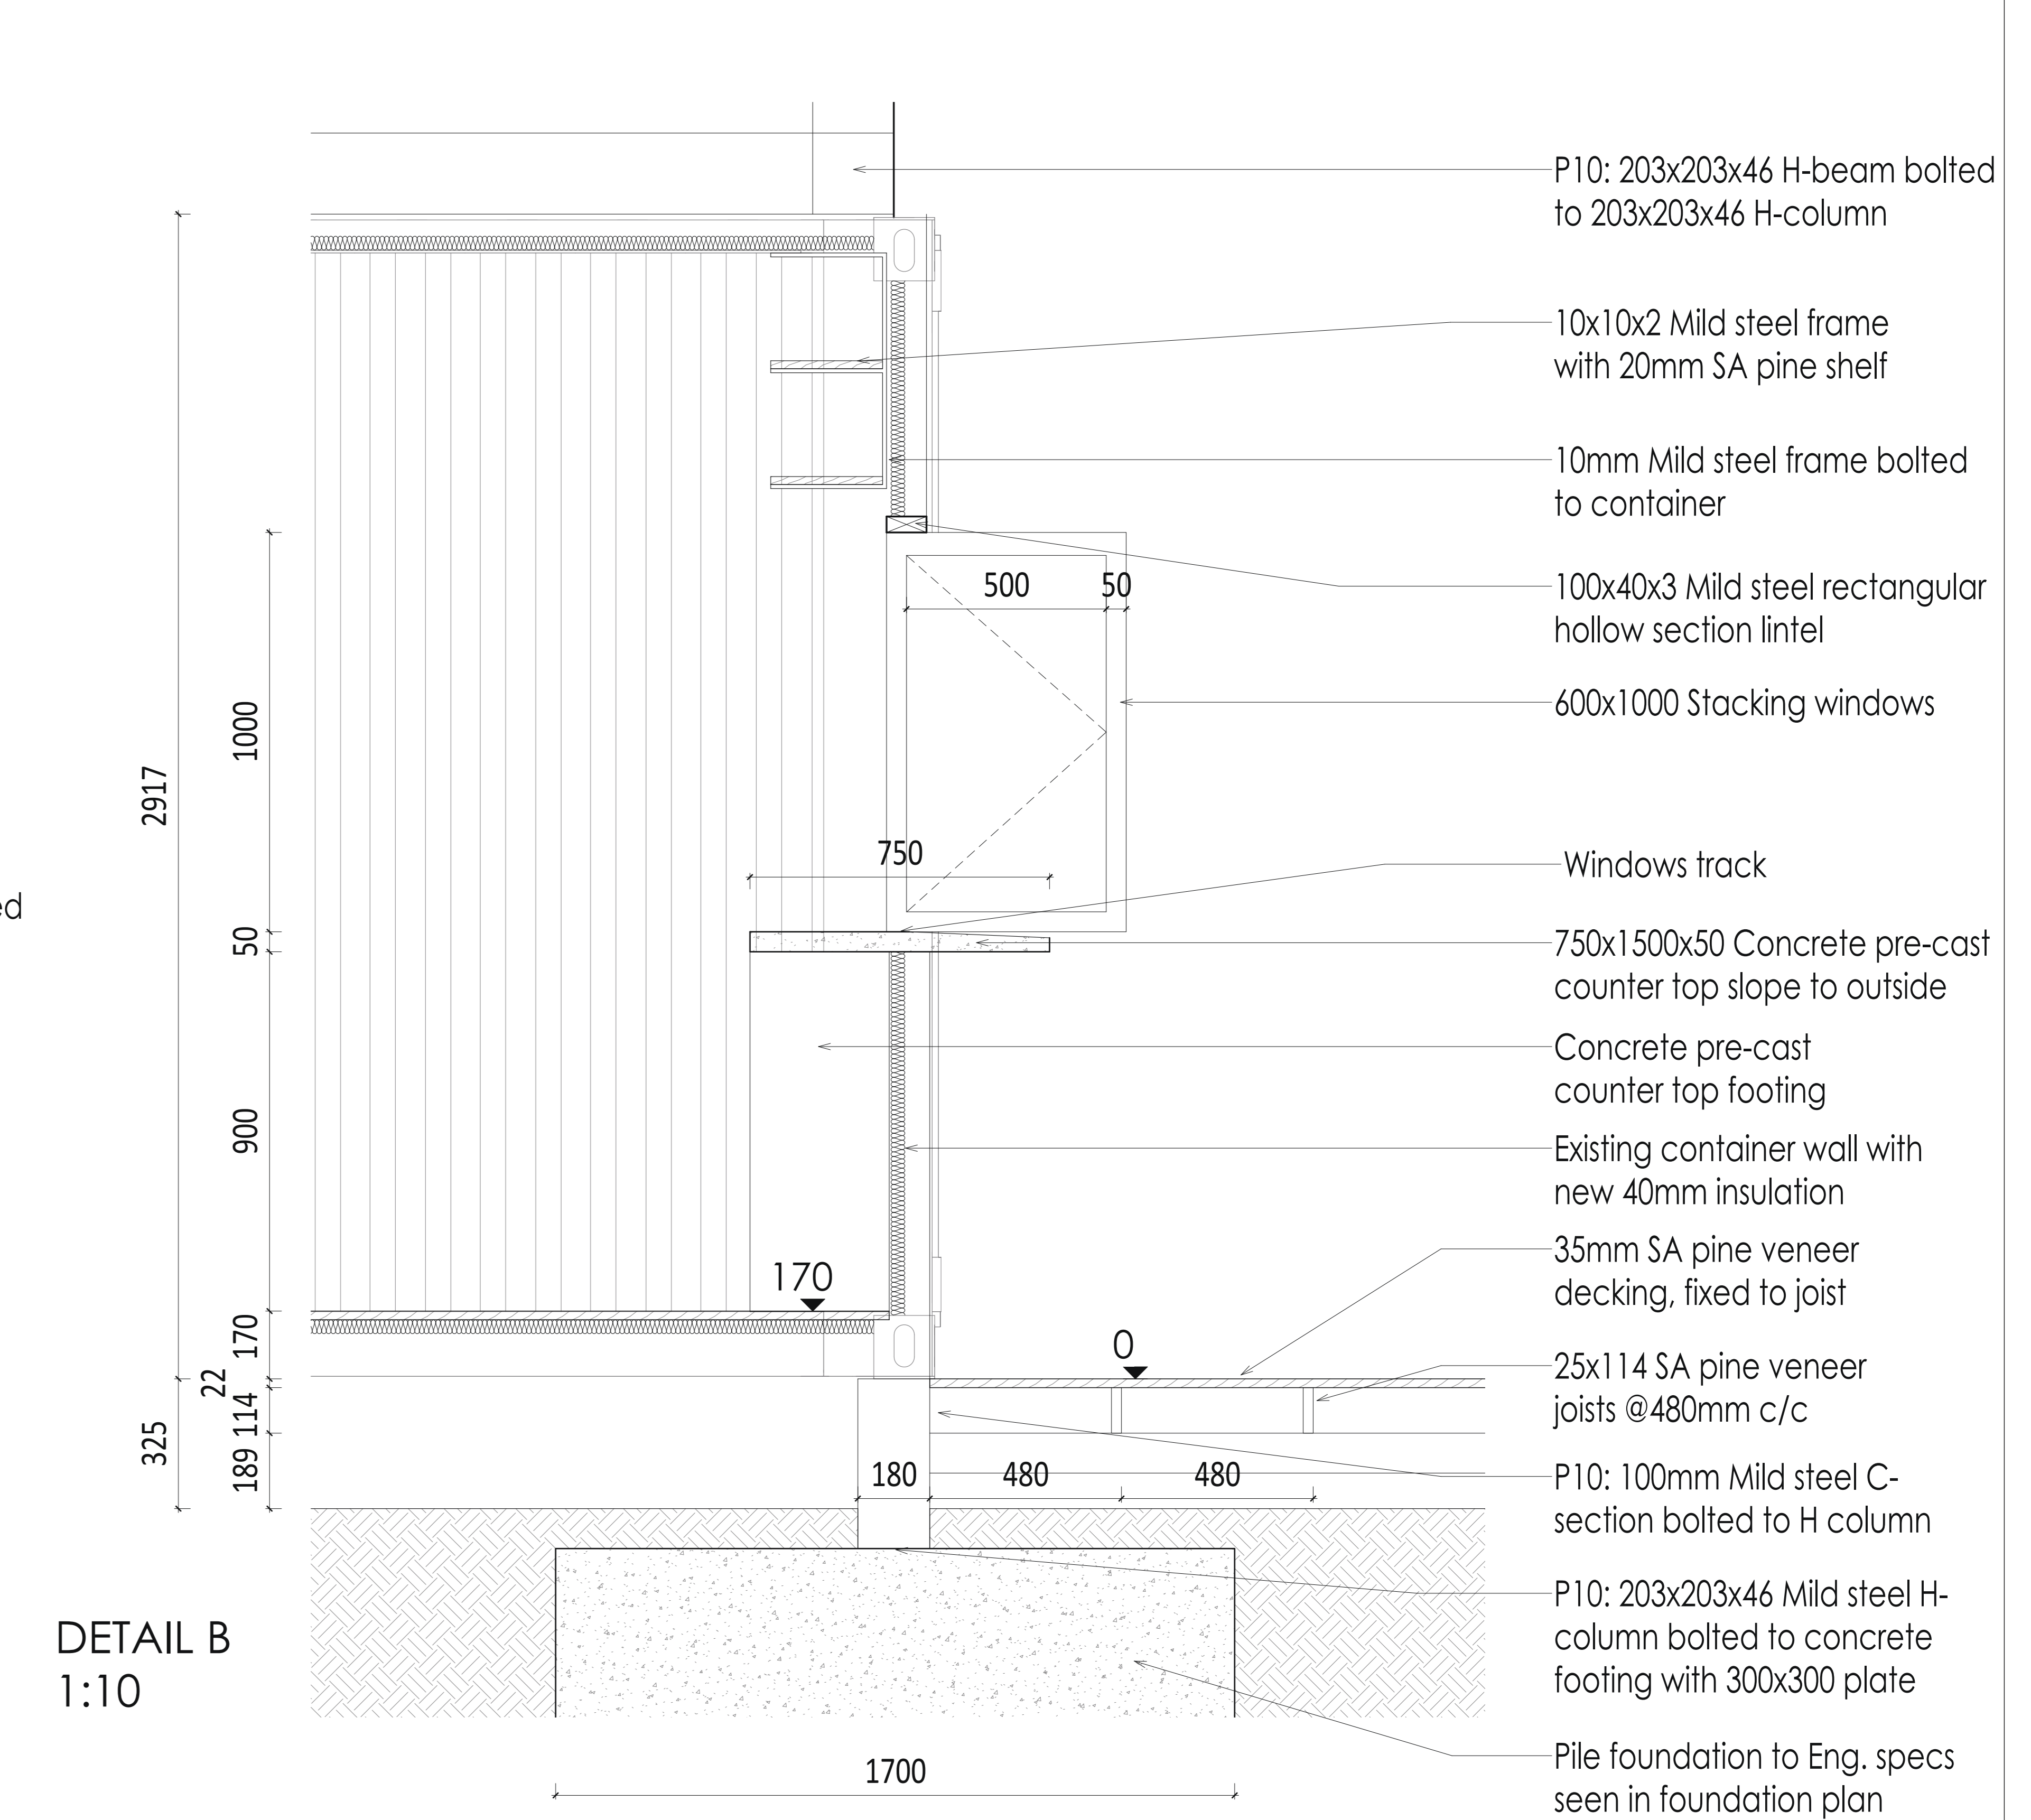 P10: 203x203x46 H-beam bolted
to 203x203x46 H-column
10x10x2 Mild steel frame
with 20mm SA pine shelf
10mm Mild steel frame bolted
to container
100x40x3 Mild steel rectangular
hollow section lintel
600x1000 Stacking windows
Windows track
750x1500x50 Concrete pre-cast
counter top slope to outside
Concrete pre-cast
counter top footing
Existing container wall with
new 40mm insulation
35mm SA pine veneer
decking, fixed to joist
25x114 SA pine veneer
joists @480mm c/c
P10: 100mm Mild steel C-
section bolted to H column
P10: 203x203x46 Mild steel H-
column bolted to concrete
footing with 300x300 plate
Pile foundation to Eng. specs
seen in foundation plan
500
50
750
170
0
180
480
480
1700
2917
325
1000
50
900
170
22
114
189
ed
DETAIL B
1:10